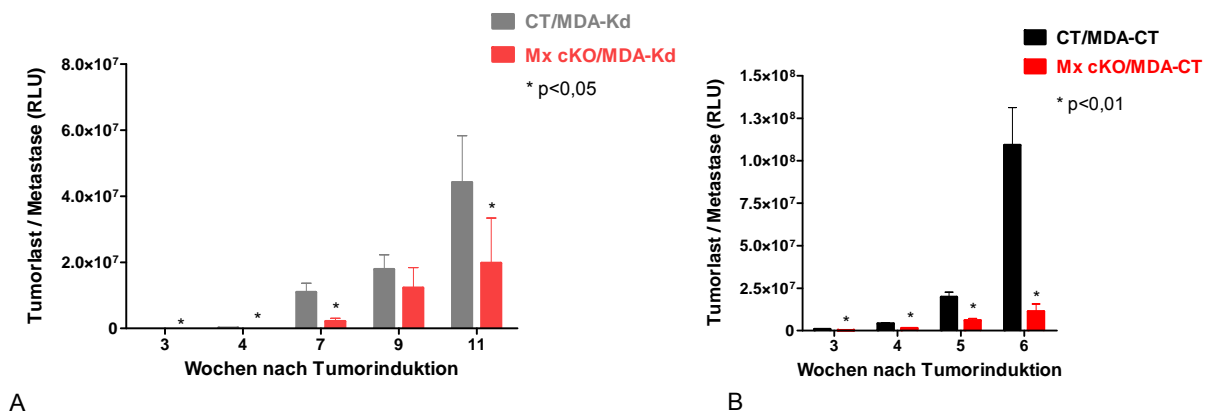 CT/MDA-Kd
Mx cKO/MDA-Kd
* p<0,05
Tumorlast / Metastase (RLU)
8.0×10⁷
6.0×10⁷
4.0×10⁷
2.0×10⁷
0
* * * *
3 4 7 9 11
Wochen nach Tumorinduktion
A
CT/MDA-CT
Mx cKO/MDA-CT
* p<0,01
Tumorlast / Metastase (RLU)
1.5×10⁸
1.3×10⁸
1.0×10⁸
7.5×10⁷
5.0×10⁷
2.5×10⁷
0
* * * *
3 4 5 6
Wochen nach Tumorinduktion
B